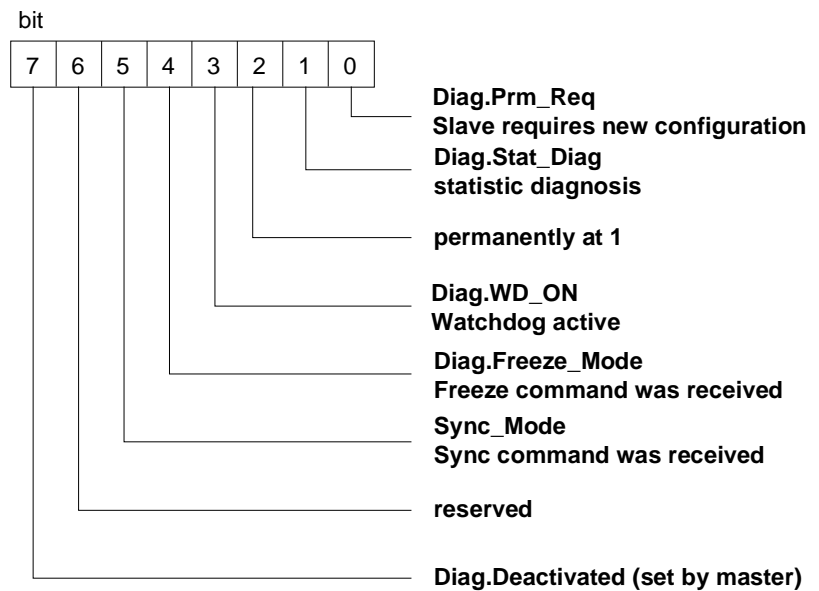 bit
7 6 5 4 3 2 1 0
Diag.Prm_Req
Slave requires new configuration
Diag.Stat_Diag
statistic diagnosis
permanently at 1
Diag.WD_ON
Watchdog active
Diag.Freeze_Mode
Freeze command was received
Sync_Mode
Sync command was received
reserved
Diag.Deactivated (set by master)